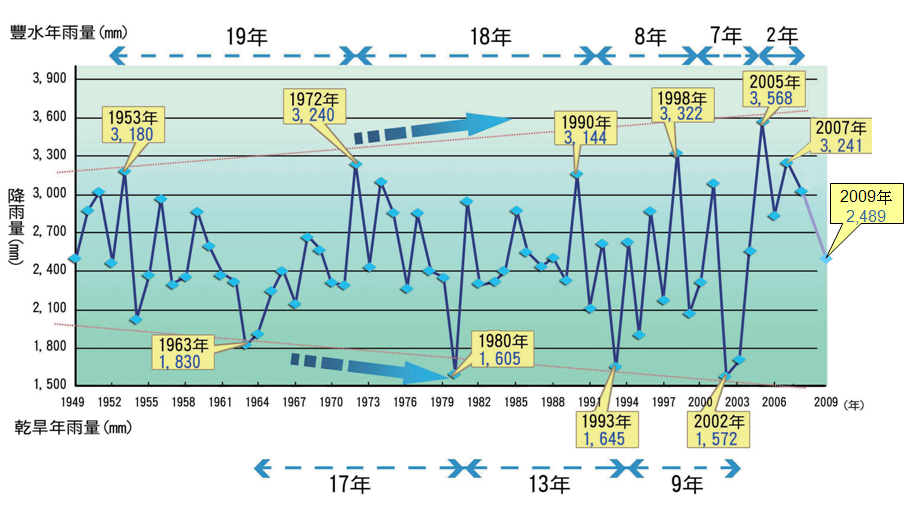 豐水年雨量(mm)
19年
18年
8年
7年
2年
3,900
3,600
3,300
3,000
2,700
2,400
2,100
1,800
1,500
降雨量(mm)
1953年
3,180
1972年
3,240
1990年
3,144
1998年
3,322
2005年
3,568
2007年
3,241
2009年
2,489
1963年
1,830
1980年
1,605
1993年
1,645
2002年
1,572
1949 1952 1955 1958 1961 1964 1967 1970 1973 1976 1979 1982 1985 1988 1991 1994 1997 2000 2003 2006 2009 (年)
乾旱年雨量(mm)
17年
13年
9年